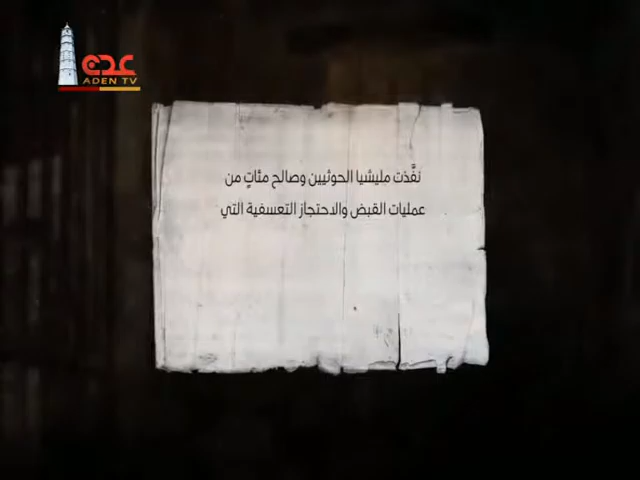 عدن
ADEN TV
نفَّذت مليشيا الحوثيين وصالح مئاتٍ من
عمليات القبض والاحتجاز التعسفية التي